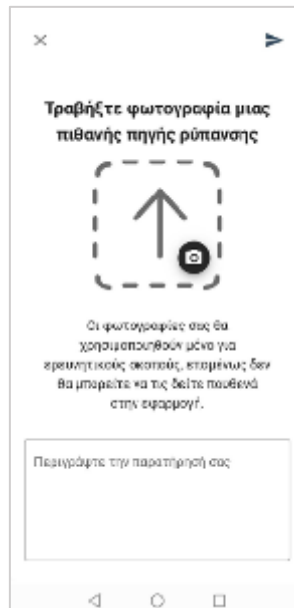 Τραβήξτε φωτογραφία μιας
πιθανής πηγής ρύπανσης
Οι φωτογραφίες σας θα
χρησιμοποιηθούν μόνο για
ερευνητικούς σκοπούς, επομένως δεν
θα μπορείτε να τις δείτε πουθενά
στην εφαρμογή.
Περιγράψτε την παρατήρησή σας